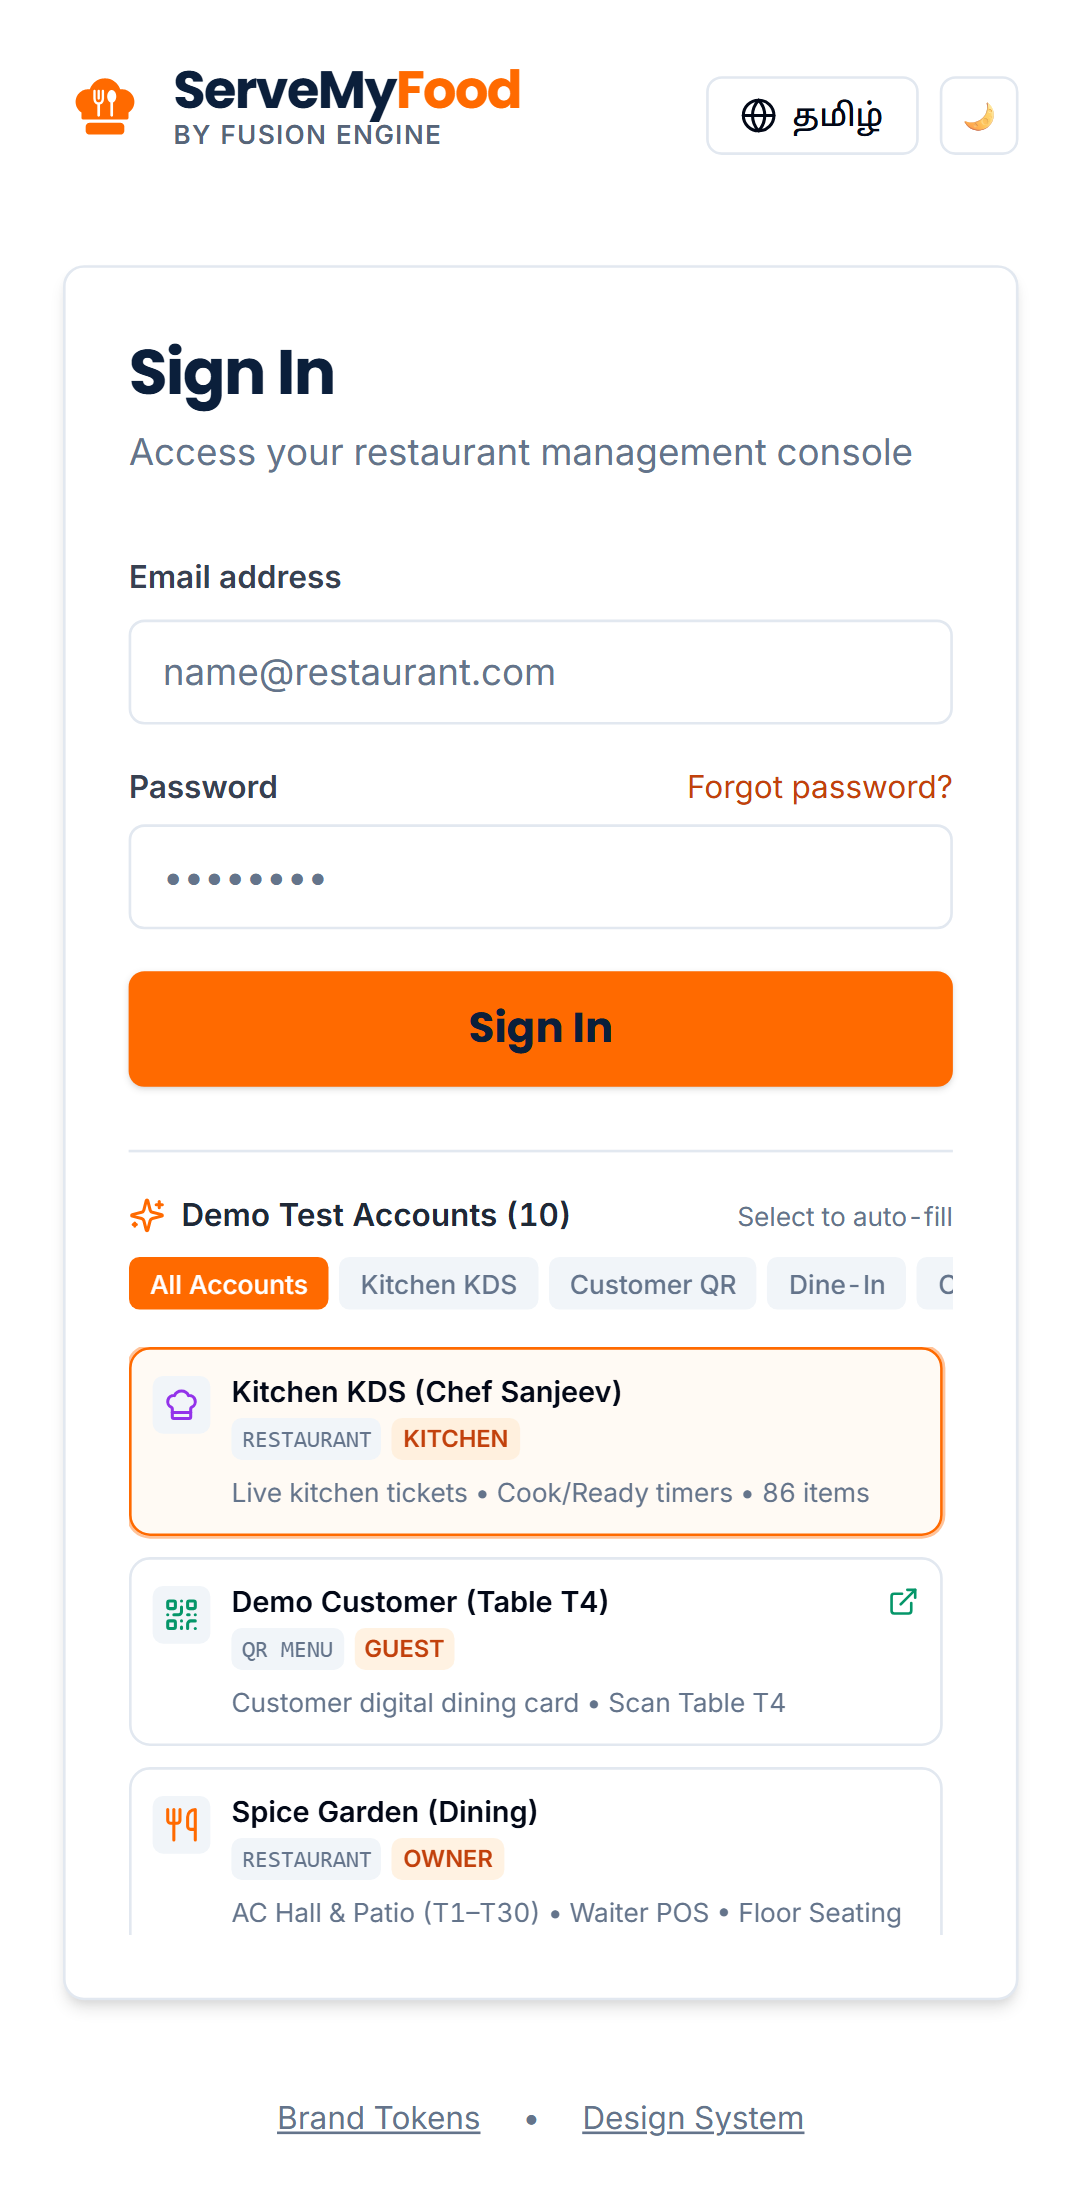 ServeMyFood
BY FUSION ENGINE
தமிழ்
Sign In
Access your restaurant management console
Email address
name@restaurant.com
Password
Forgot password?
••••••••
Sign In
Demo Test Accounts (10)
Select to auto-fill
All Accounts
Kitchen KDS
Customer QR
Dine-In
Kitchen KDS (Chef Sanjeev)
RESTAURANT
KITCHEN
Live kitchen tickets • Cook/Ready timers • 86 items
Demo Customer (Table T4)
QR MENU
GUEST
Customer digital dining card • Scan Table T4
Spice Garden (Dining)
RESTAURANT
OWNER
AC Hall & Patio (T1–T30) • Waiter POS • Floor Seating
Brand Tokens • Design System